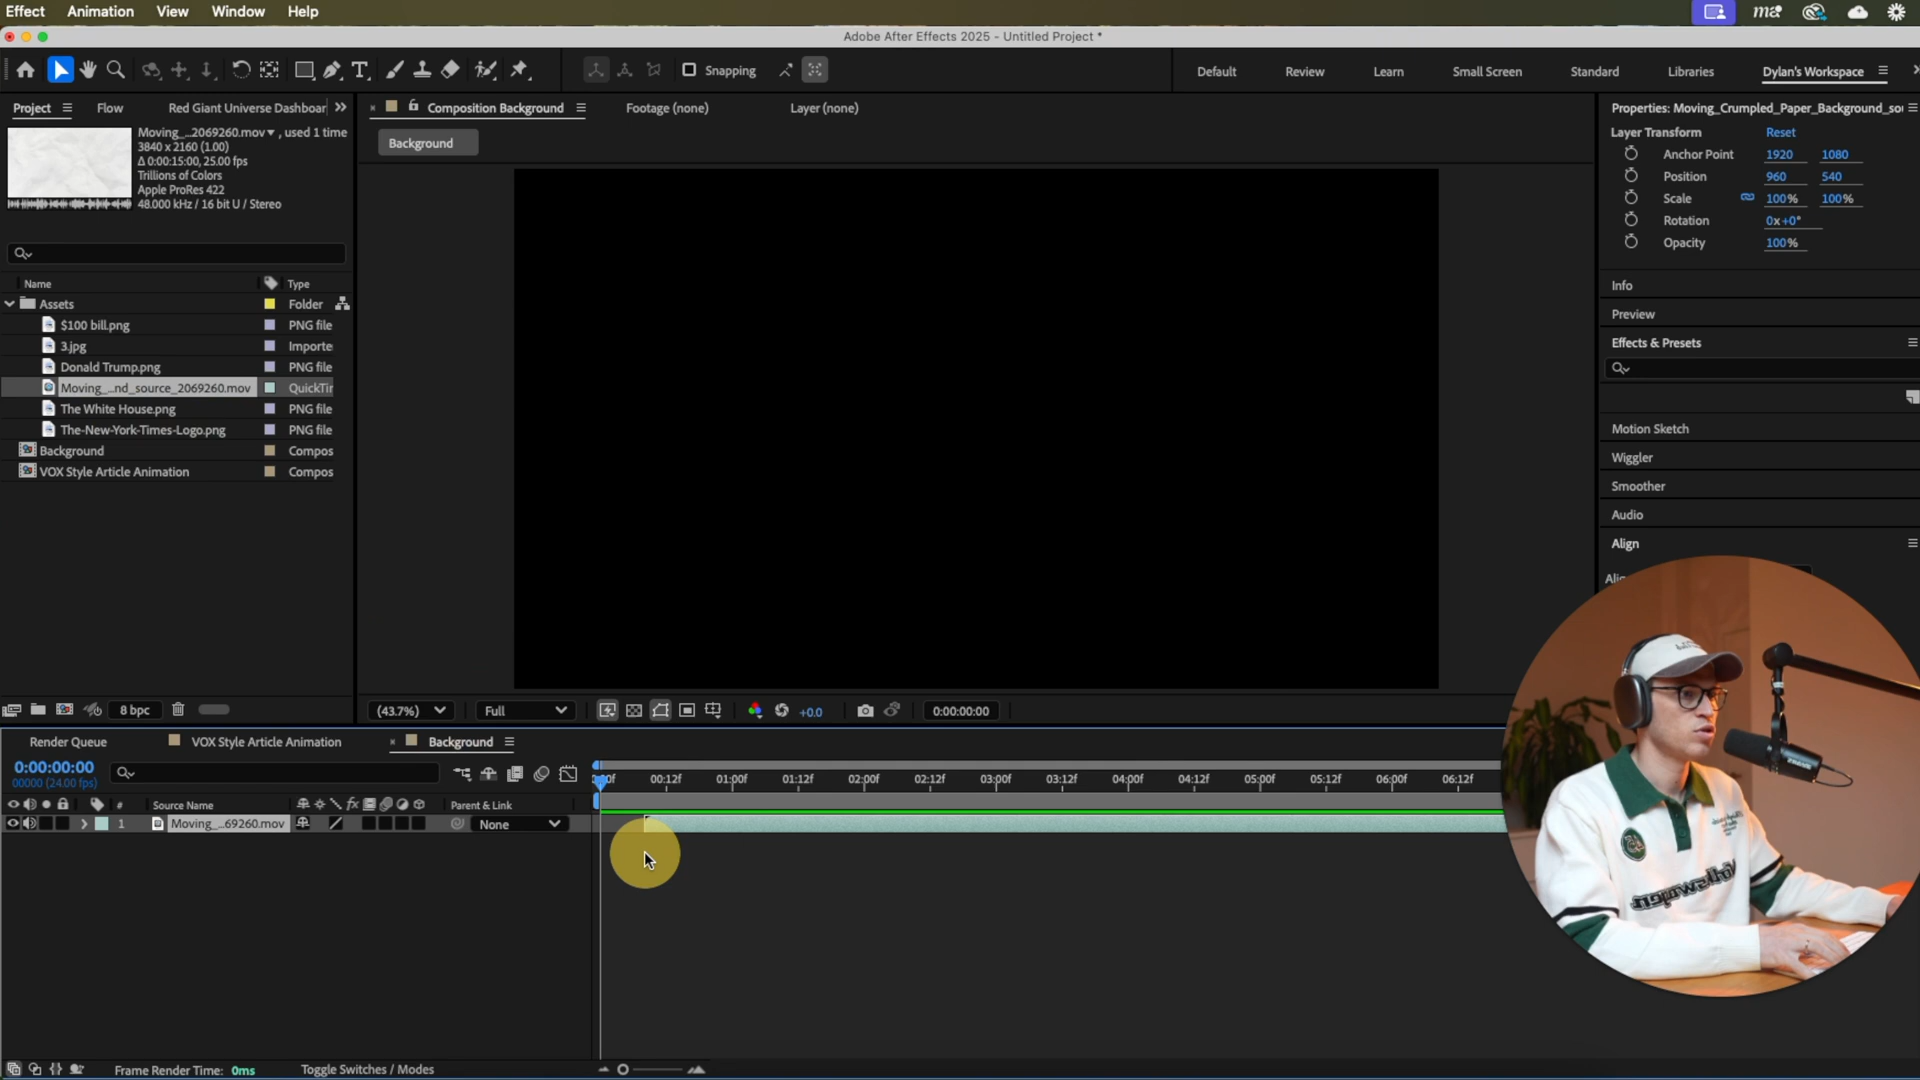 Effect Animation View Window Help
Adobe After Effects 2025 - Untitled Project *
Snapping
Default Review Learn Small Screen Standard Libraries Dylan's Workspace
Project Flow Red Giant Universe Dashboar
Composition Background Footage (none) Layer (none)
Background
Moving_...2069260.mov , used 1 time
3840 x 2160 (1.00)
Δ 0:00:15:00, 25.00 fps
Trillions of Colors
Apple ProRes 422
48.000 kHz / 16 bit U / Stereo
Name Type
Assets Folder
$100 bill.png PNG file
3.jpg Importe
Donald Trump.png PNG file
Moving_...nd_source_2069260.mov QuickTir
The White House.png PNG file
The-New-York-Times-Logo.png PNG file
Background Compos
VOX Style Article Animation Compos
8 bpc
(43.7%) Full +0.0 0:00:00:00
Properties: Moving_Crumpled_Paper_Background_sou
Layer Transform Reset
Anchor Point 1920 1080
Position 960 540
Scale 100% 100%
Rotation 0x+0°
Opacity 100%
Info
Preview
Effects & Presets
Motion Sketch
Wiggler
Smoother
Audio
Align
Render Queue VOX Style Article Animation Background
0:00:00:00
00000 (24.00 fps)
00:12f 01:00f 01:12f 02:00f 02:12f 03:00f 03:12f 04:00f 04:12f 05:00f 05:12f 06:00f 06:12f
# Source Name Parent & Link
1 Moving_...69260.mov None
Frame Render Time: 0ms Toggle Switches / Modes